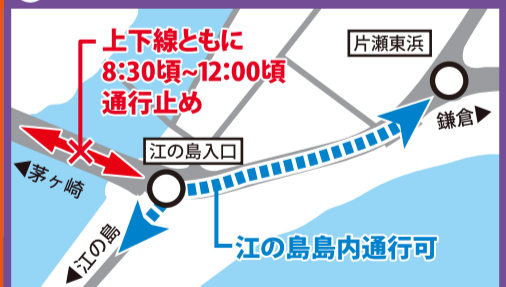 上下線ともに
8:30頃~12:00頃
通行止め
片瀬東浜
鎌倉▶
江の島入口
◀茅ヶ崎
◀江の島
江の島島内通行可